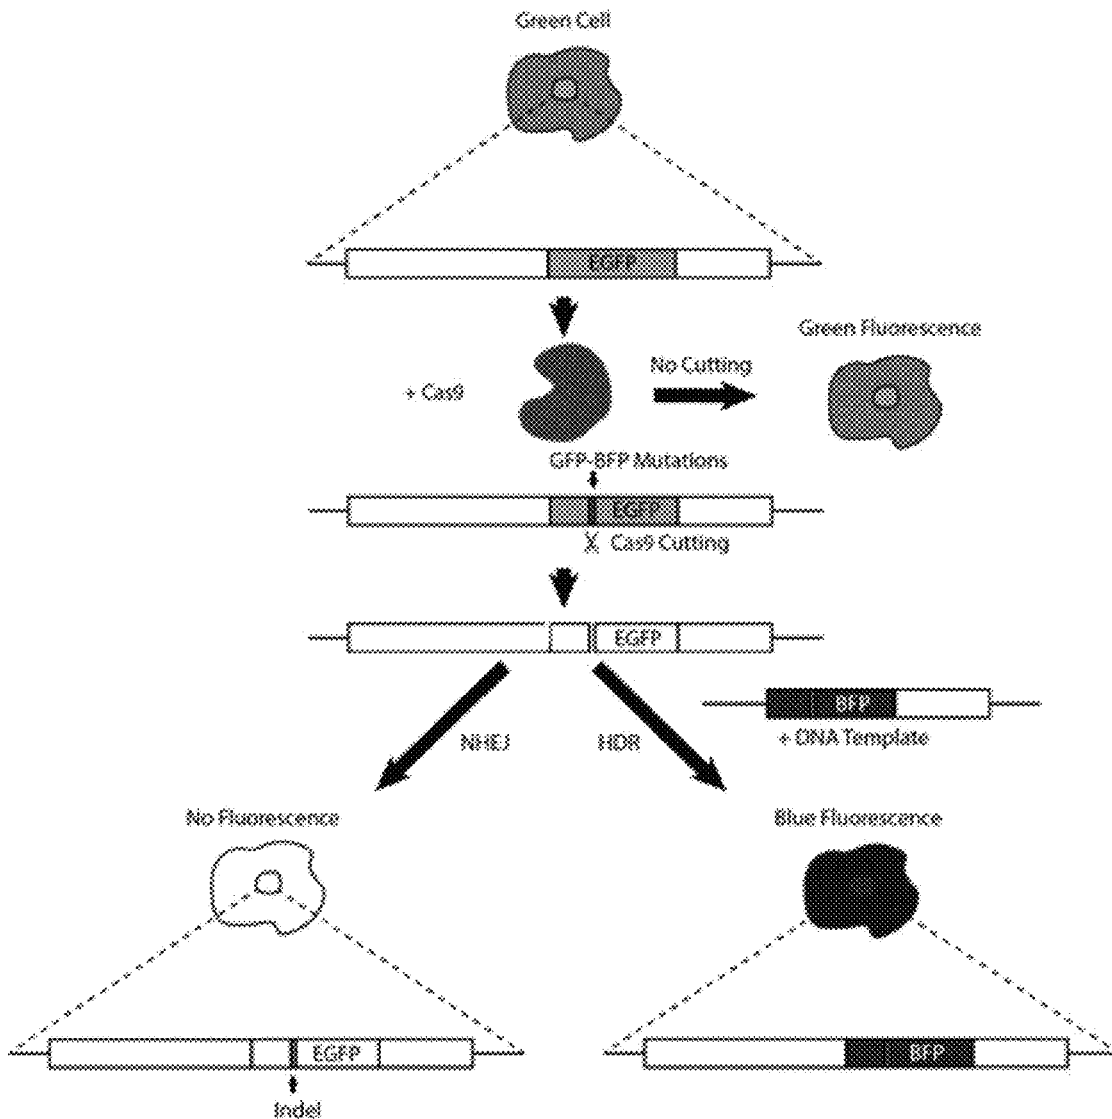 Green Cell
EGFP
Green Fluorescence
No Cutting
+ Cas9
GFP-BFP Mutations
EGFP
X Cas9 Cutting
EGFP
BFP
+ DNA Template
NHEJ
HDR
No Fluorescence
Blue Fluorescence
EGFP
BFP
Indel